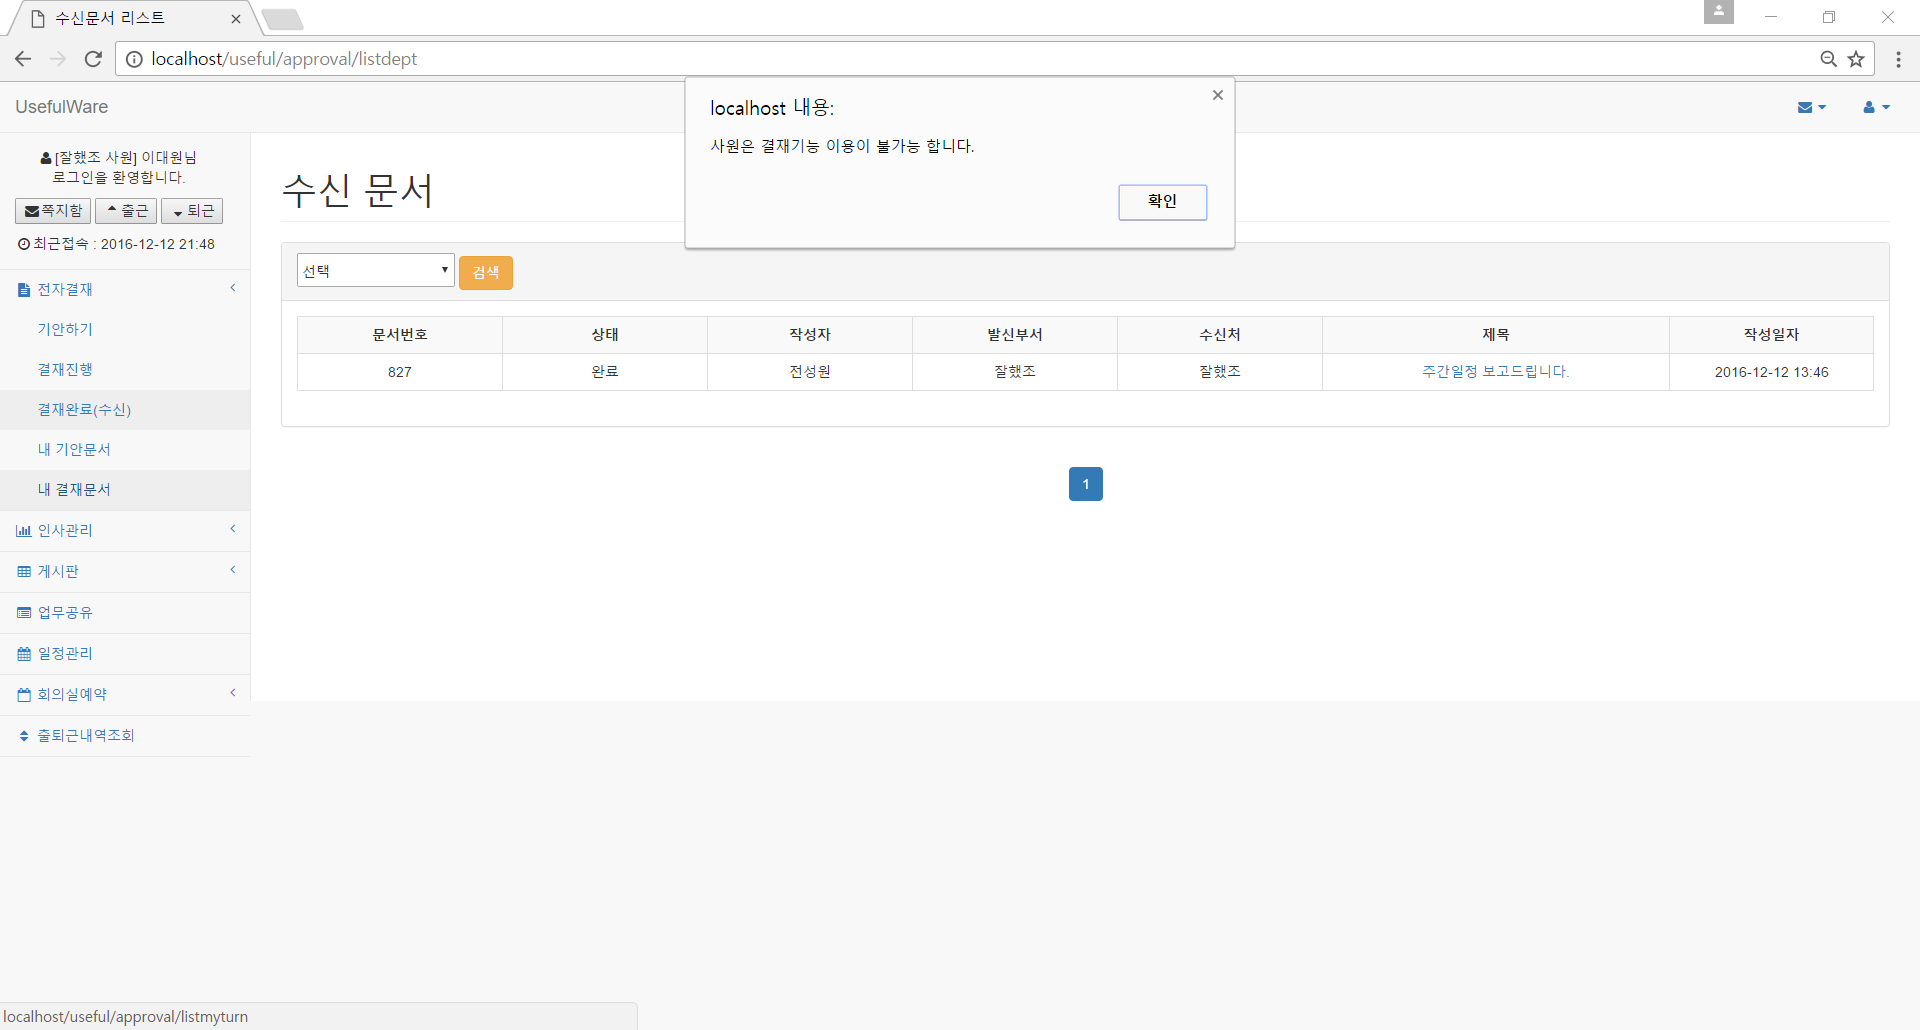 수신문서 리스트
localhost/useful/approval/listdept
UsefulWare
localhost 내용:
사원은 결재기능 이용이 불가능 합니다.
확인
[잘했조 사원] 이대원님
로그인을 환영합니다.
쪽지함 출근 퇴근
최근접속 : 2016-12-12 21:48
전자결재
기안하기
결재진행
결재완료(수신)
내 기안문서
내 결재문서
인사관리
게시판
업무공유
일정관리
회의실예약
출퇴근내역조회
수신 문서
선택 검색
문서번호 상태 작성자 발신부서 수신처 제목 작성일자
827 완료 전성원 잘했조 잘했조 주간일정 보고드립니다. 2016-12-12 13:46
1
localhost/useful/approval/listmyturn